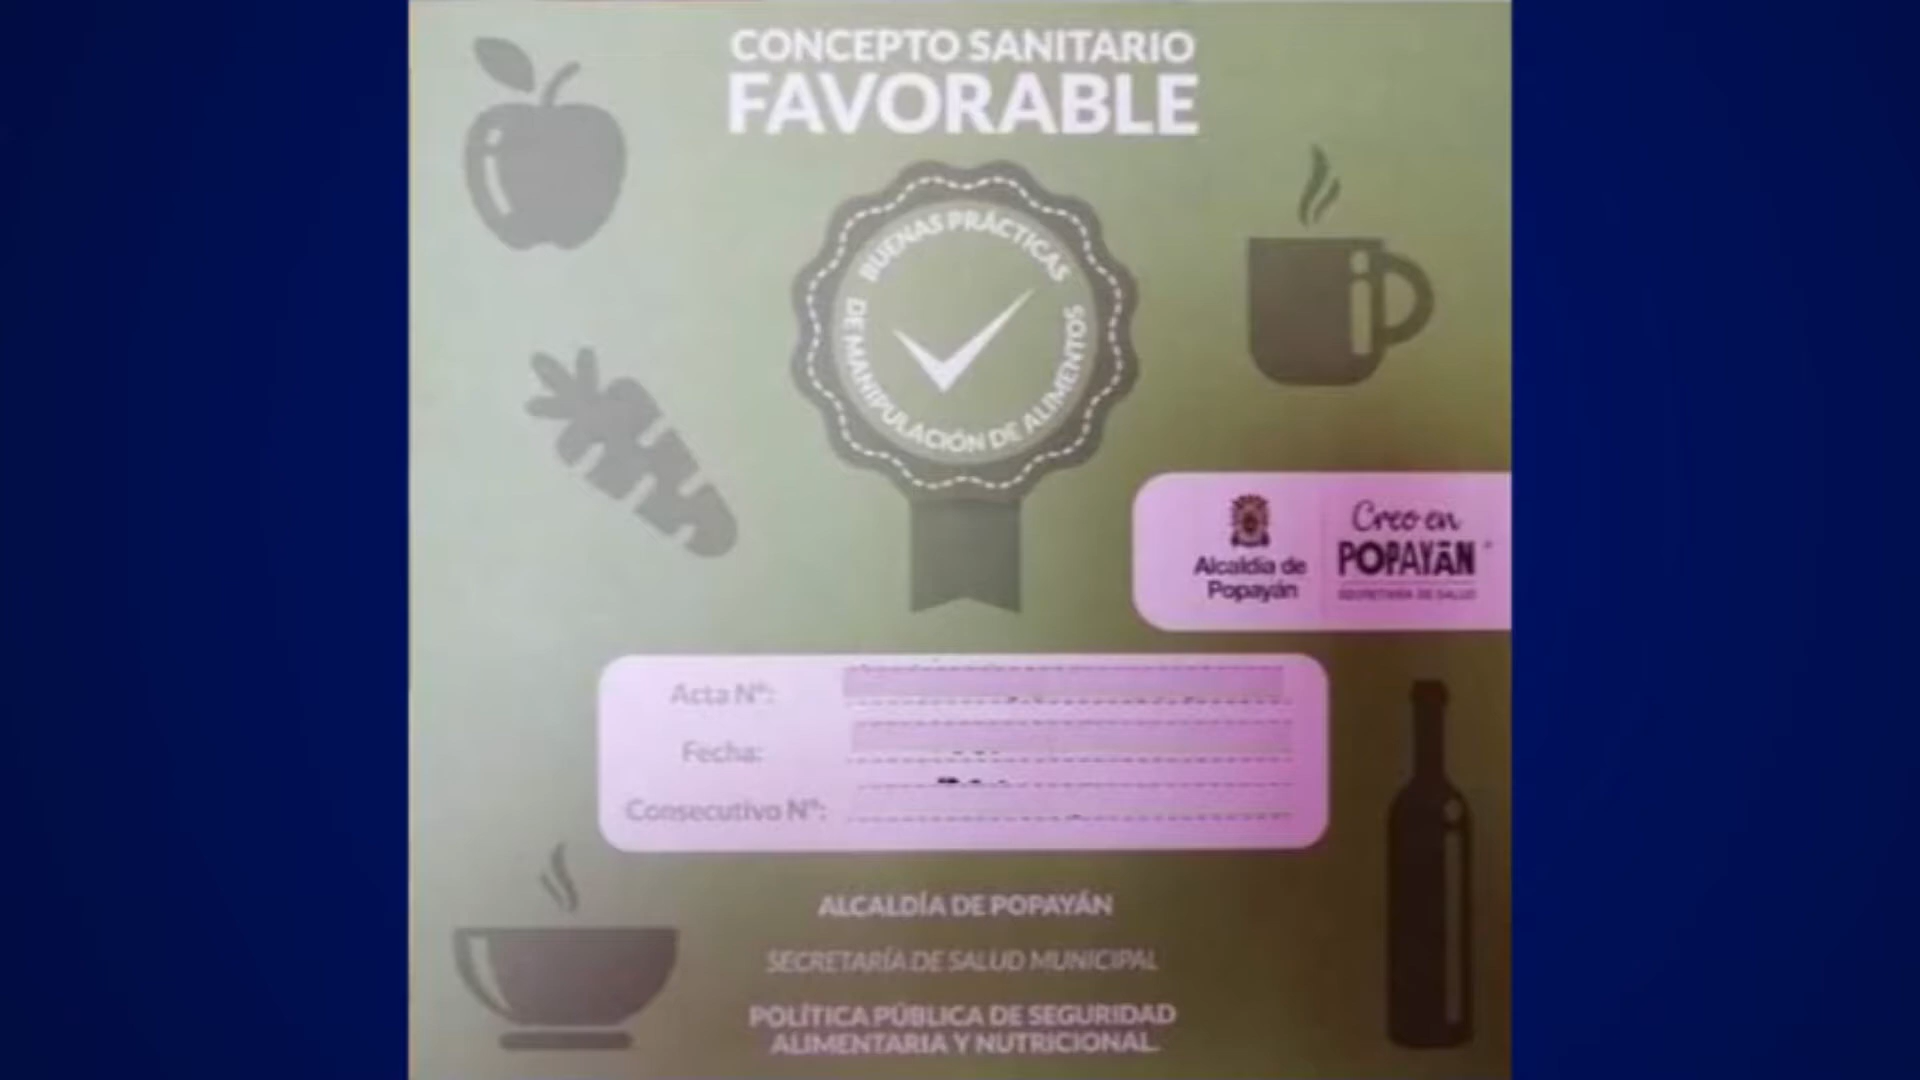 CONCEPTO SANITARIO
FAVORABLE
BUENAS PRÁCTICAS
DE MANIPULACIÓN DE ALIMENTOS
Alcaldía de
Popayán
Creo en
POPAYÁN
SECRETARÍA DE SALUD
Acta N°:
Fecha:
Consecutivo N°:
ALCALDÍA DE POPAYÁN
SECRETARÍA DE SALUD MUNICIPAL
POLÍTICA PÚBLICA DE SEGURIDAD
ALIMENTARIA Y NUTRICIONAL